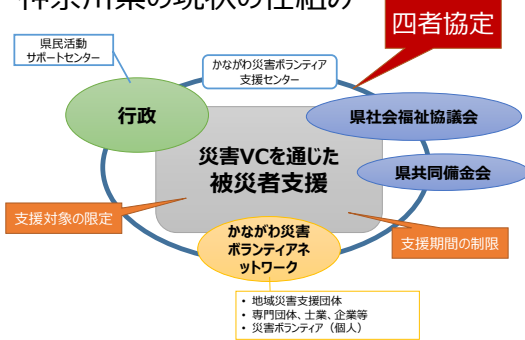 神奈川県の現状の仕組み
四者協定
県民活動
サポートセンター
かながわ災害ボランティア
支援センター
行政
県社会福祉協議会
災害VCを通じた
被災者支援
県共同備金会
支援対象の限定
かながわ災害
ボランティアネ
ットワーク
支援期間の制限
• 地域災害支援団体
• 専門団体、士業、企業等
• 災害ボランティア（個人）